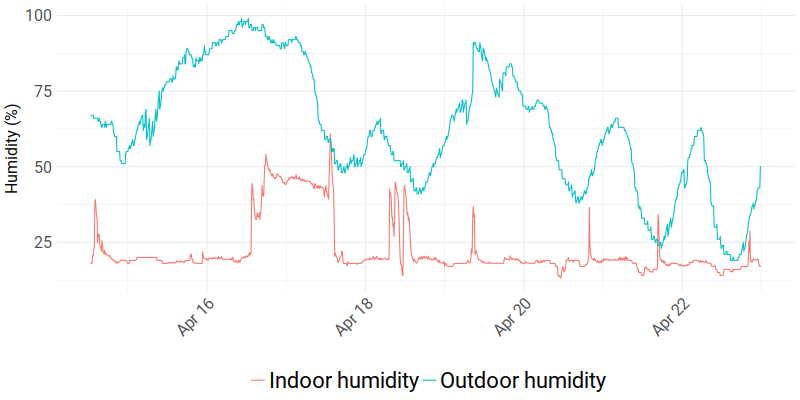 100
75
50
25
Humidity (%)
Apr 16
Apr 18
Apr 20
Apr 22
Indoor humidity
Outdoor humidity